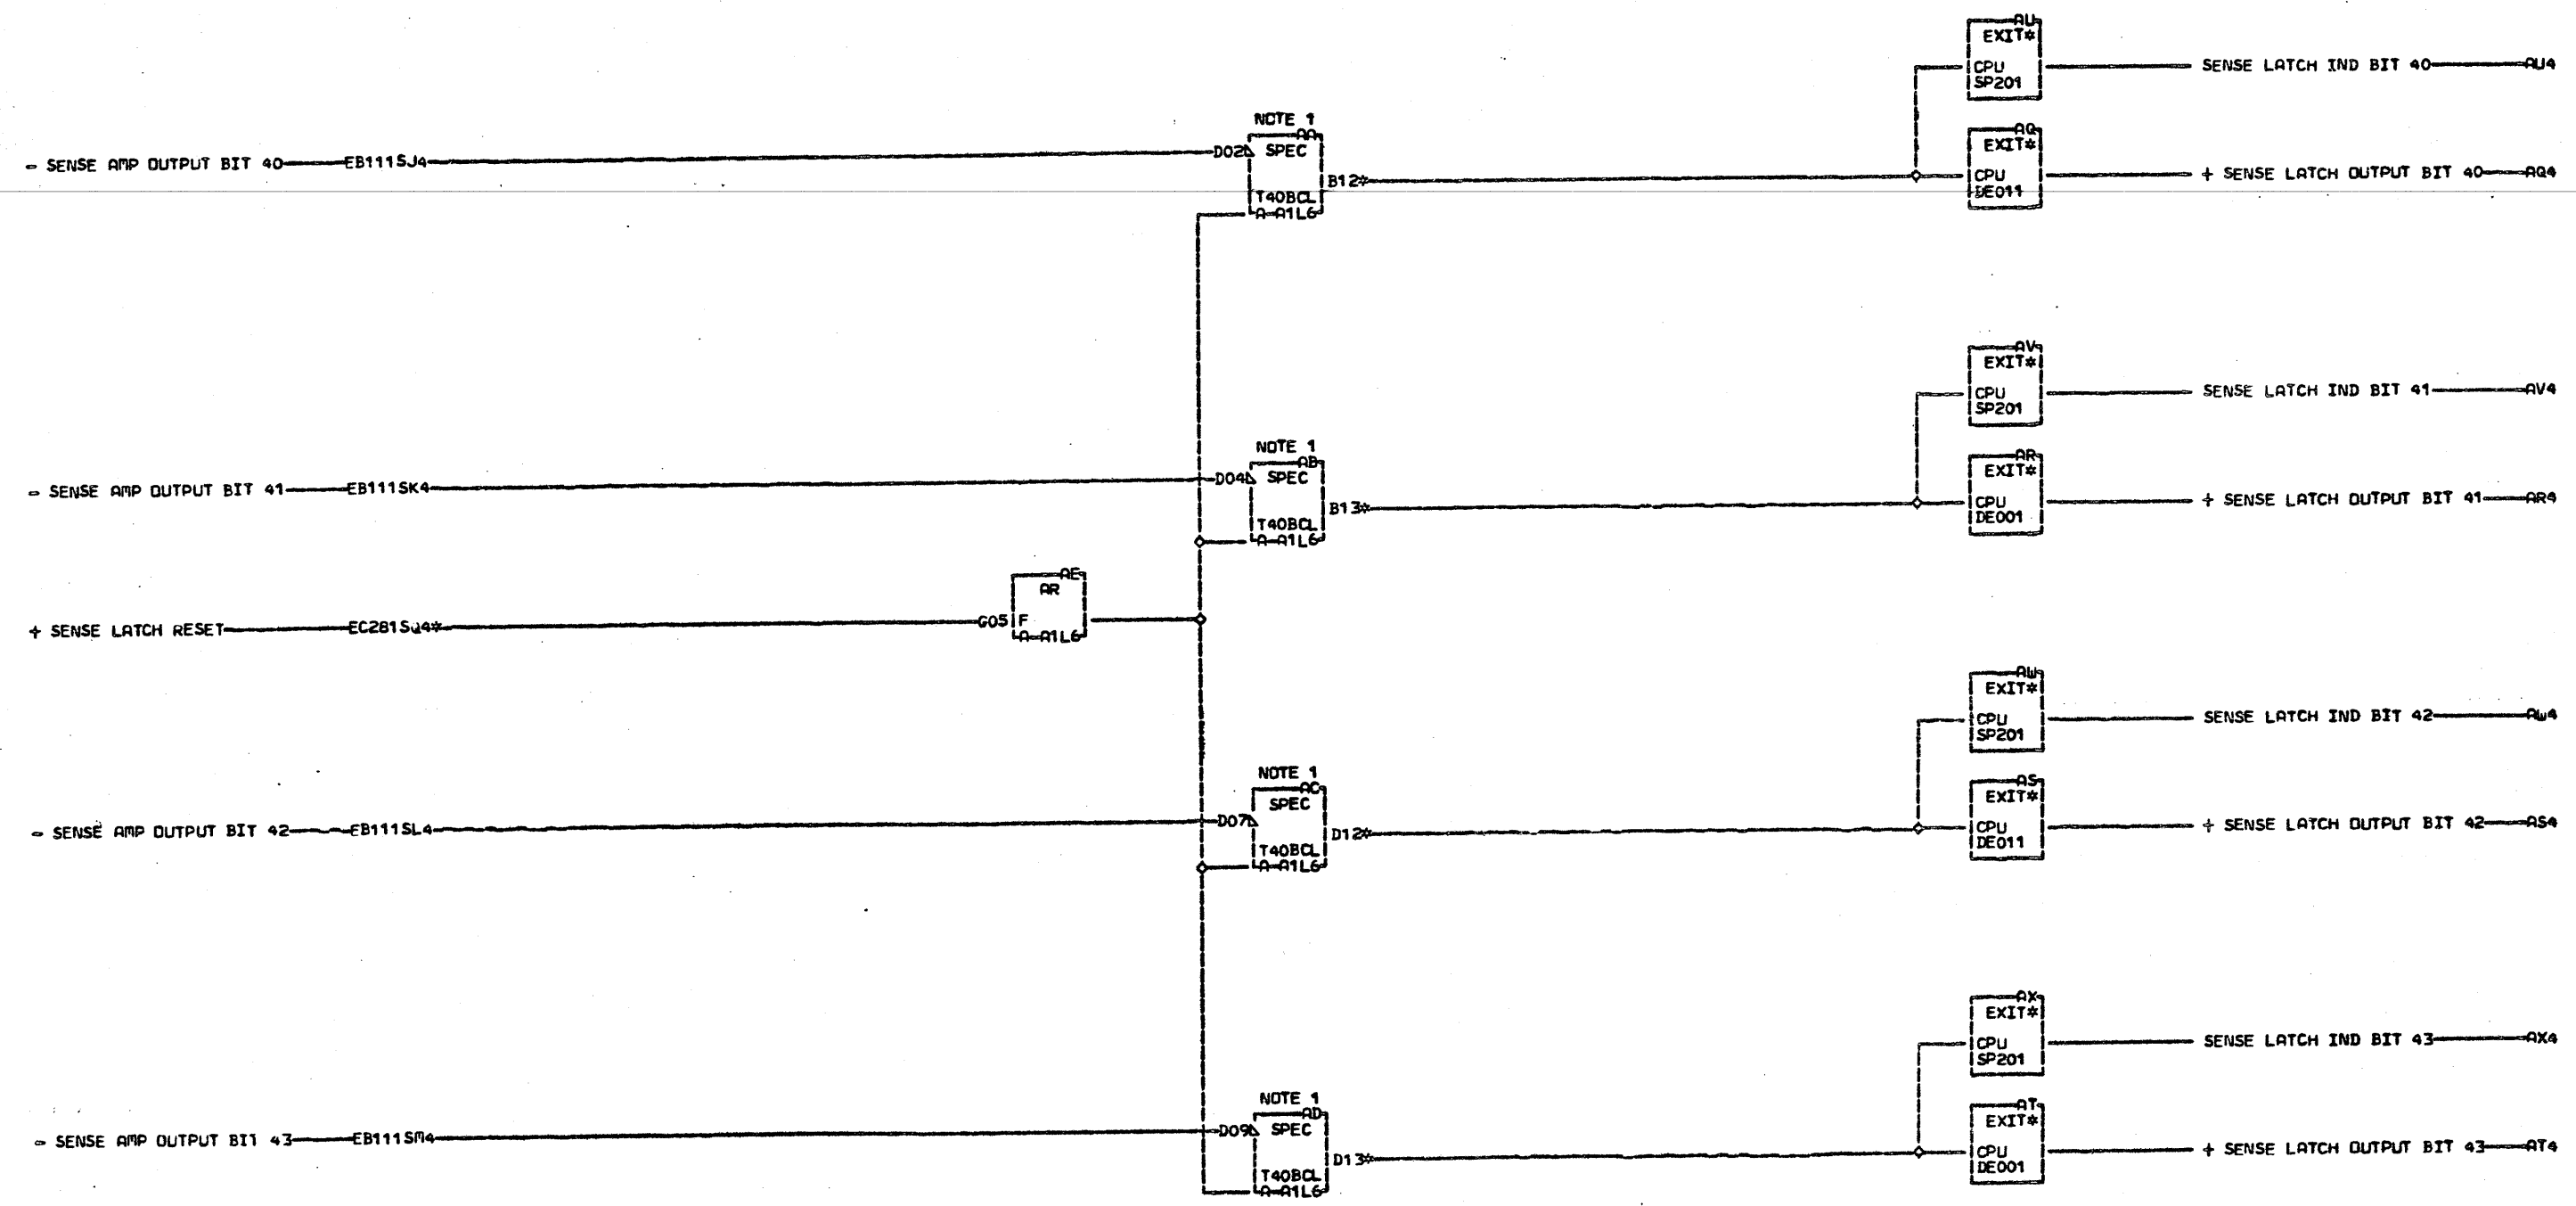 AU
EXIT*
CPU
SP201
SENSE LATCH IND BIT 40 AU4
NOTE 1
AA
- SENSE AMP OUTPUT BIT 40 EB111SJ4 D02 SPEC
T40BCL
A-A1L6
B12*
AQ
EXIT*
CPU
DE011
+ SENSE LATCH OUTPUT BIT 40 AQ4
AV
EXIT*
CPU
SP201
SENSE LATCH IND BIT 41 AV4
NOTE 1
AB
- SENSE AMP OUTPUT BIT 41 EB111SK4 D04 SPEC
T40BCL
A-A1L6
B13*
AR
EXIT*
CPU
DE001
+ SENSE LATCH OUTPUT BIT 41 AR4
AE
AR
+ SENSE LATCH RESET EC281SQ4* G05 F
A-A1L6
AW
EXIT*
CPU
SP201
SENSE LATCH IND BIT 42 AW4
NOTE 1
AC
- SENSE AMP OUTPUT BIT 42 EB111SL4 D07 SPEC
T40BCL
A-A1L6
D12*
AS
EXIT*
CPU
DE011
+ SENSE LATCH OUTPUT BIT 42 AS4
AX
EXIT*
CPU
SP201
SENSE LATCH IND BIT 43 AX4
NOTE 1
AD
- SENSE AMP OUTPUT BIT 43 EB111SM4 D09 SPEC
T40BCL
A-A1L6
D13*
AT
EXIT*
CPU
DE001
+ SENSE LATCH OUTPUT BIT 43 AT4